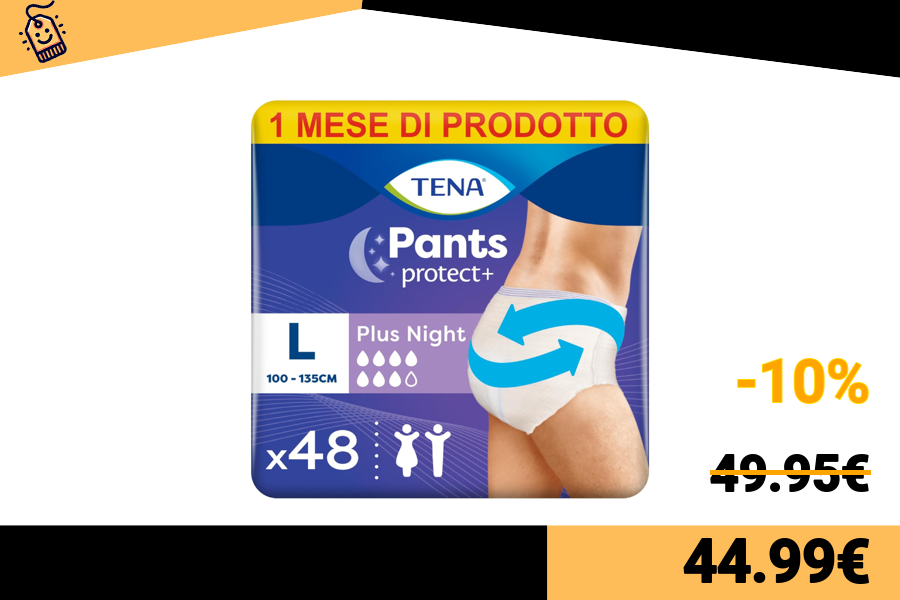 1 MESE DI PRODOTTO
TENA®
Pants
protect+
L
100 - 135CM
Plus Night
x48
-10%
49.95€
44.99€